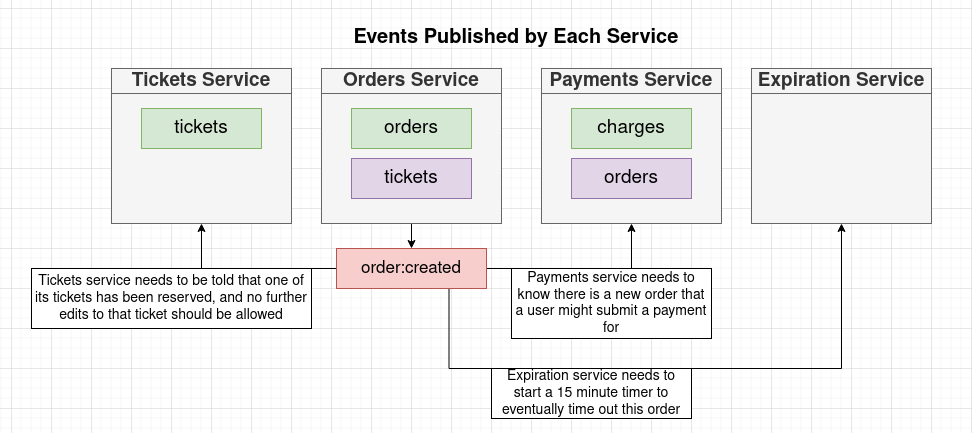 Events Published by Each Service
Tickets Service
Orders Service
Payments Service
Expiration Service
tickets
orders
charges
tickets
orders
order:created
Tickets service needs to be told that one of
its tickets has been reserved, and no further
edits to that ticket should be allowed
Payments service needs to
know there is a new order that
a user might submit a payment
for
Expiration service needs to
start a 15 minute timer to
eventually time out this order